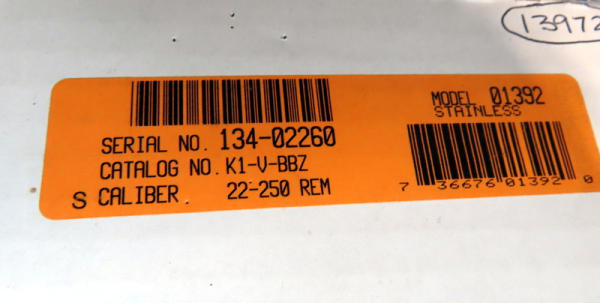 13972
MODEL 01392
STAINLESS
SERIAL NO. 134-02260
CATALOG NO. K1-V-BBZ
S CALIBER. 22-250 REM
7 36676 01392 0